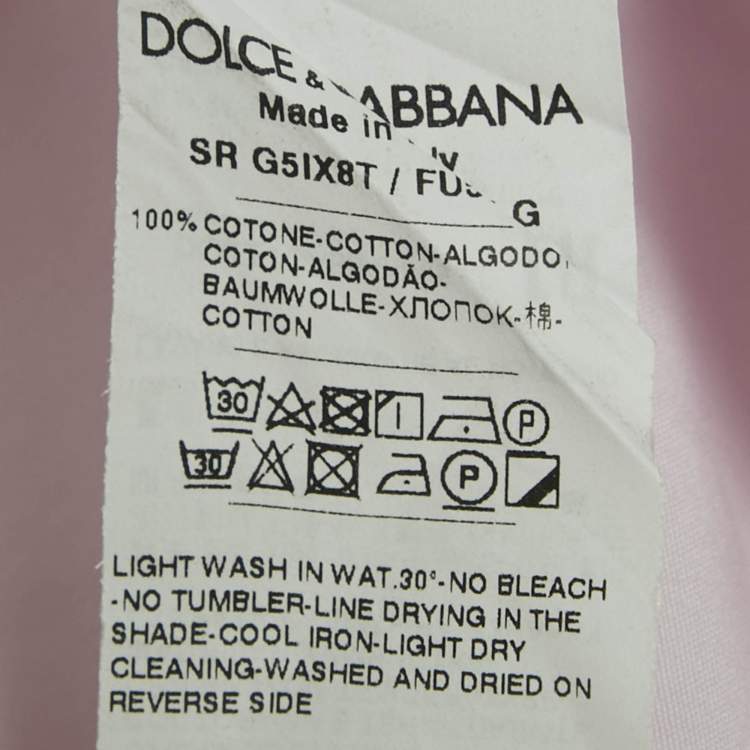 DOLCE &
Made in
SR G5IX8T /
100% COTONE-COTTON-ALGODO
COTON-ALGODÃO-
BAUMWOLLE-ХЛОПОК-棉-
COTTON
30 P
30 P
LIGHT WASH IN WAT.30°-NO BLEACH
-NO TUMBLER-LINE DRYING IN THE
SHADE-COOL IRON-LIGHT DRY
CLEANING-WASHED AND DRIED ON
REVERSE SIDE